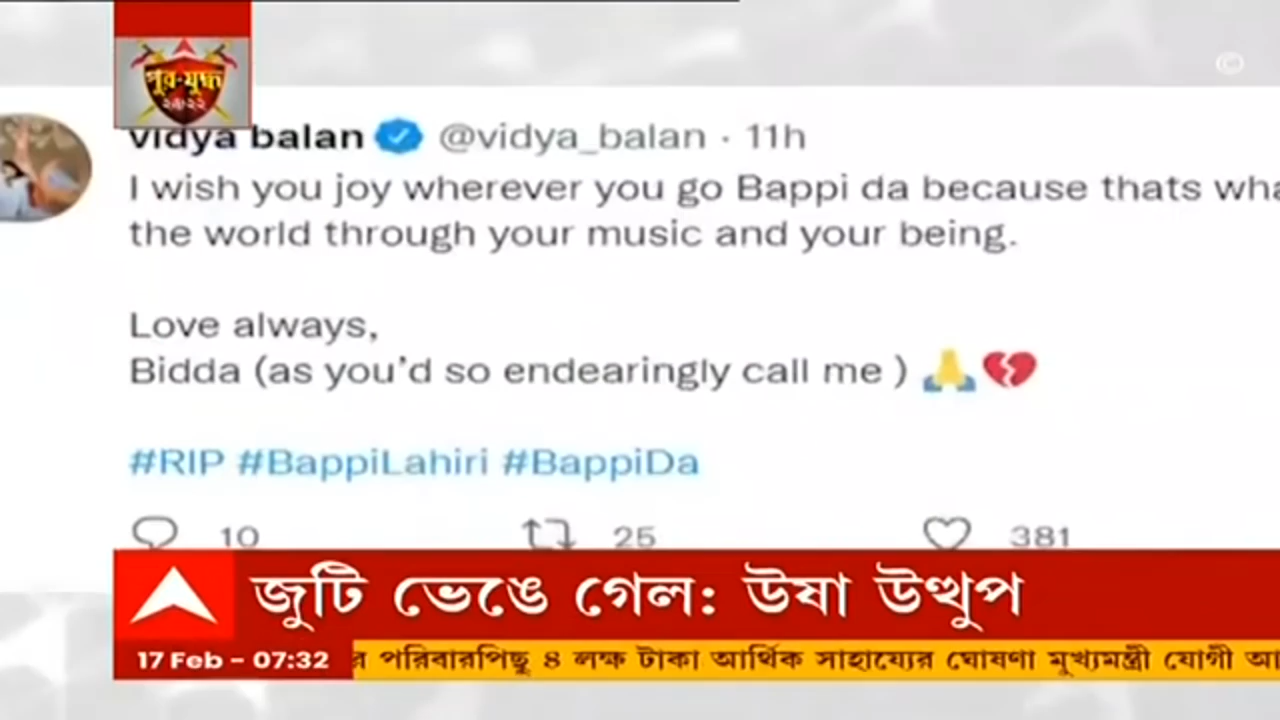 পুর-যুদ্ধ
২০২২
vidya balan @vidya_balan · 11h
I wish you joy wherever you go Bappi da because thats
the world through your music and your being.
Love always,
Bidda (as you'd so endearingly call me )
#RIP #BappiLahiri #BappiDa
10 25 381
জুটি ভেঙে গেল: উষা উত্থুপ
17 Feb - 07:32
পরিবারপিছু ৪ লক্ষ টাকা আর্থিক সাহায্যের ঘোষণা মুখ্যমন্ত্রী যোগী